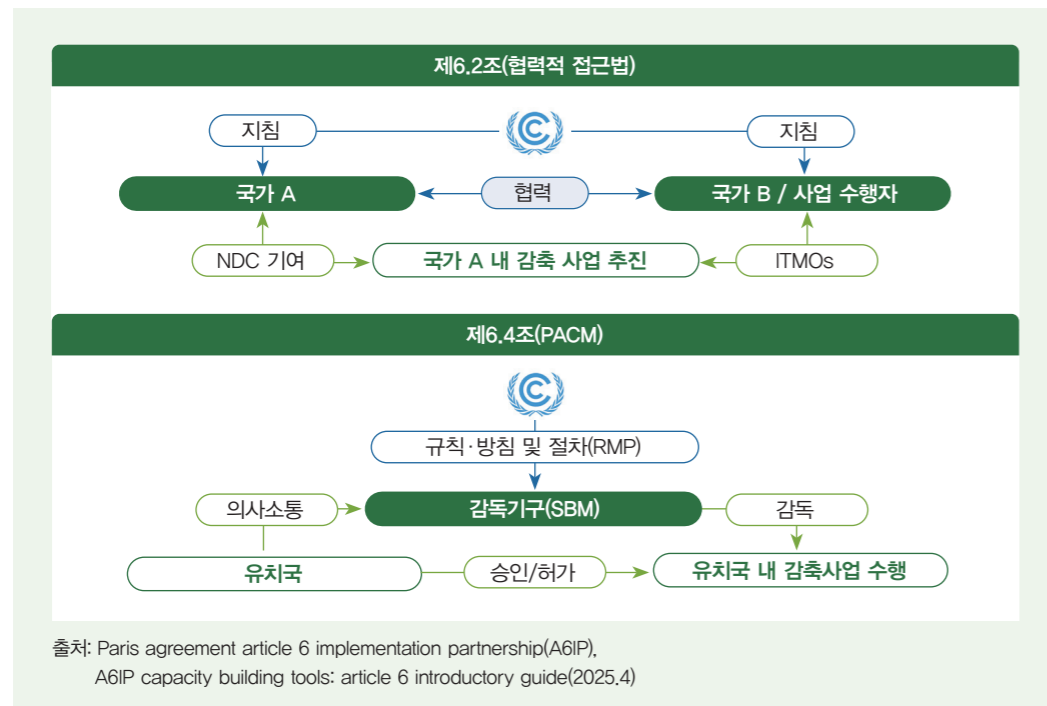 제6.2조(협력적 접근법)
지침
지침
국가 A
협력
국가 B / 사업 수행자
NDC 기여
국가 A 내 감축 사업 추진
ITMOs
제6.4조(PACM)
규칙·방침 및 절차(RMP)
의사소통
감독기구(SBM)
감독
유치국
승인/허가
유치국 내 감축사업 수행
출처: Paris agreement article 6 implementation partnership(A6IP),
A6IP capacity building tools: article 6 introductory guide(2025.4)